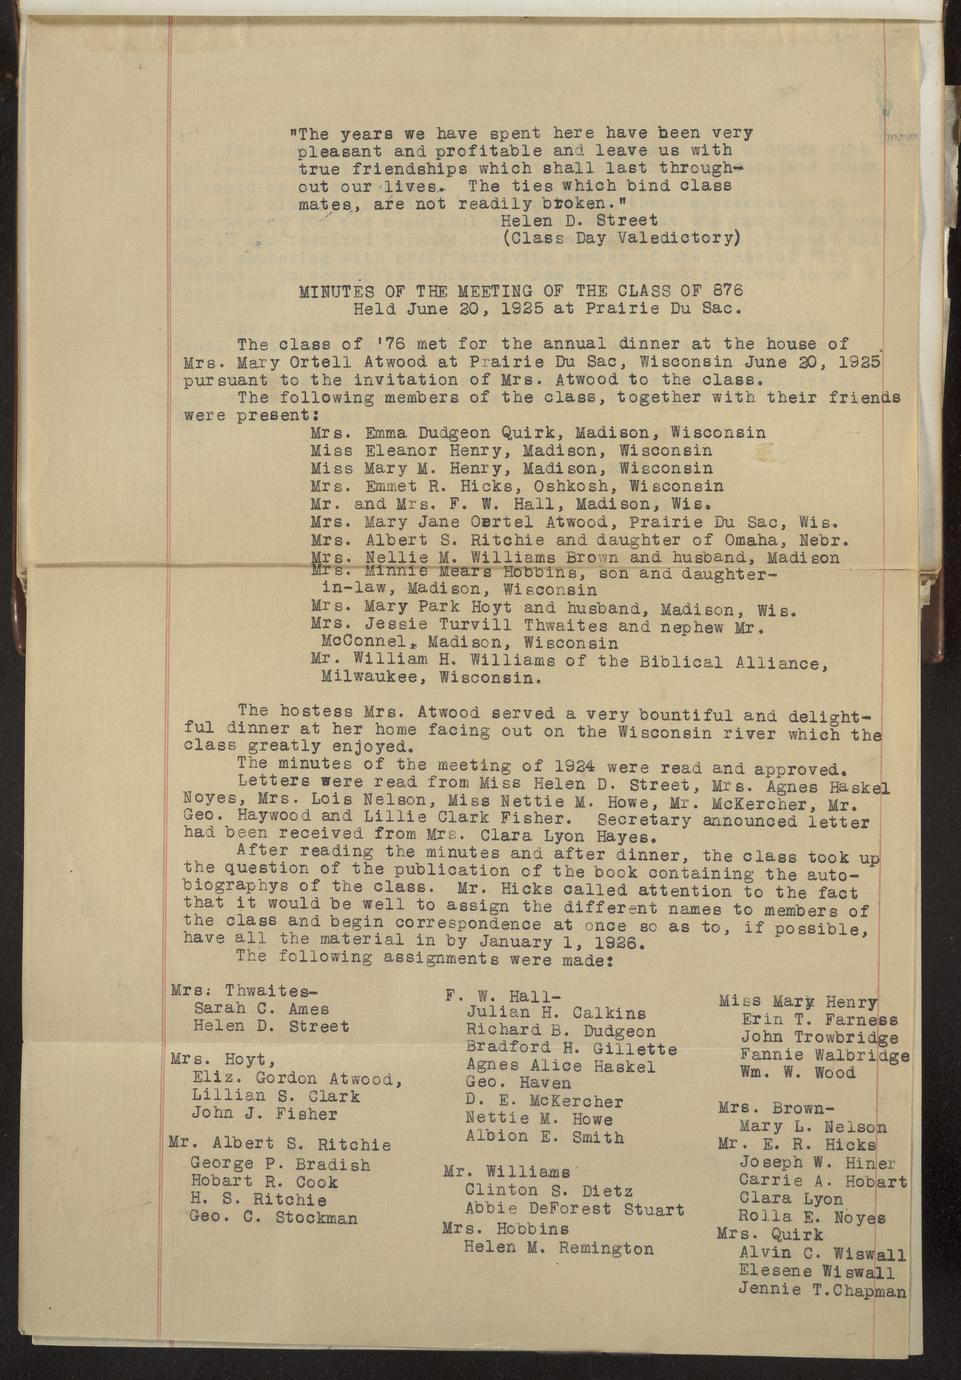 "The years we have spent here have been very
pleasant and profitable and leave us with
true friendships which shall last through-
out our lives. The ties which bind class
mates, are not readily broken."
Helen D. Street
(Class Day Valedictory)
MINUTES OF THE MEETING OF THE CLASS OF 876
Held June 20, 1925 at Prairie Du Sac.
The class of '76 met for the annual dinner at the house of
Mrs. Mary Ortell Atwood at Prairie Du Sac, Wisconsin June 20, 1925
pursuant to the invitation of Mrs. Atwood to the class.
The following members of the class, together with their friends
were present:
Mrs. Emma Dudgeon Quirk, Madison, Wisconsin
Miss Eleanor Henry, Madison, Wisconsin
Miss Mary M. Henry, Madison, Wisconsin
Mrs. Emmet R. Hicks, Oshkosh, Wisconsin
Mr. and Mrs. F. W. Hall, Madison, Wis.
Mrs. Mary Jane Oertel Atwood, Prairie Du Sac, Wis.
Mrs. Albert S. Ritchie and daughter of Omaha, Nebr.
Mrs. Nellie M. Williams Brown and husband, Madison
Mrs. Minnie Mears Hobbins, son and daughter-
in-law, Madison, Wisconsin
Mrs. Mary Park Hoyt and husband, Madison, Wis.
Mrs. Jessie Turvill Thwaites and nephew Mr.
McConnel, Madison, Wisconsin
Mr. William H. Williams of the Biblical Alliance,
Milwaukee, Wisconsin.
The hostess Mrs. Atwood served a very bountiful and delight-
ful dinner at her home facing out on the Wisconsin river which the
class greatly enjoyed.
The minutes of the meeting of 1924 were read and approved.
Letters were read from Miss Helen D. Street, Mrs. Agnes Haskel
Noyes, Mrs. Lois Nelson, Miss Nettie M. Howe, Mr. McKercher, Mr.
Geo. Haywood and Lillie Clark Fisher. Secretary announced letter
had been received from Mrs. Clara Lyon Hayes.
After reading the minutes and after dinner, the class took up
the question of the publication of the book containing the auto-
biographys of the class. Mr. Hicks called attention to the fact
that it would be well to assign the different names to members of
the class and begin correspondence at once so as to, if possible,
have all the material in by January 1, 1926.
The following assignments were made:
Mrs. Thwaites-
Sarah C. Ames
Helen D. Street
Mrs. Hoyt,
Eliz. Gordon Atwood,
Lillian S. Clark
John J. Fisher
Mr. Albert S. Ritchie
George P. Bradish
Hobart R. Cook
H. S. Ritchie
Geo. C. Stockman
F. W. Hall-
Julian H. Calkins
Richard B. Dudgeon
Bradford H. Gillette
Agnes Alice Haskel
Geo. Haven
D. E. McKercher
Nettie M. Howe
Albion E. Smith
Mr. Williams
Clinton S. Dietz
Abbie DeForest Stuart
Mrs. Hobbins
Helen M. Remington
Miss Mary Henry
Erin T. Farness
John Trowbridge
Fannie Walbridge
Wm. W. Wood
Mrs. Brown-
Mary L. Nelson
Mr. E. R. Hicks
Joseph W. Hiner
Carrie A. Hobart
Clara Lyon
Rolla E. Noyes
Mrs. Quirk
Alvin C. Wiswall
Elesene Wiswall
Jennie T.Chapman